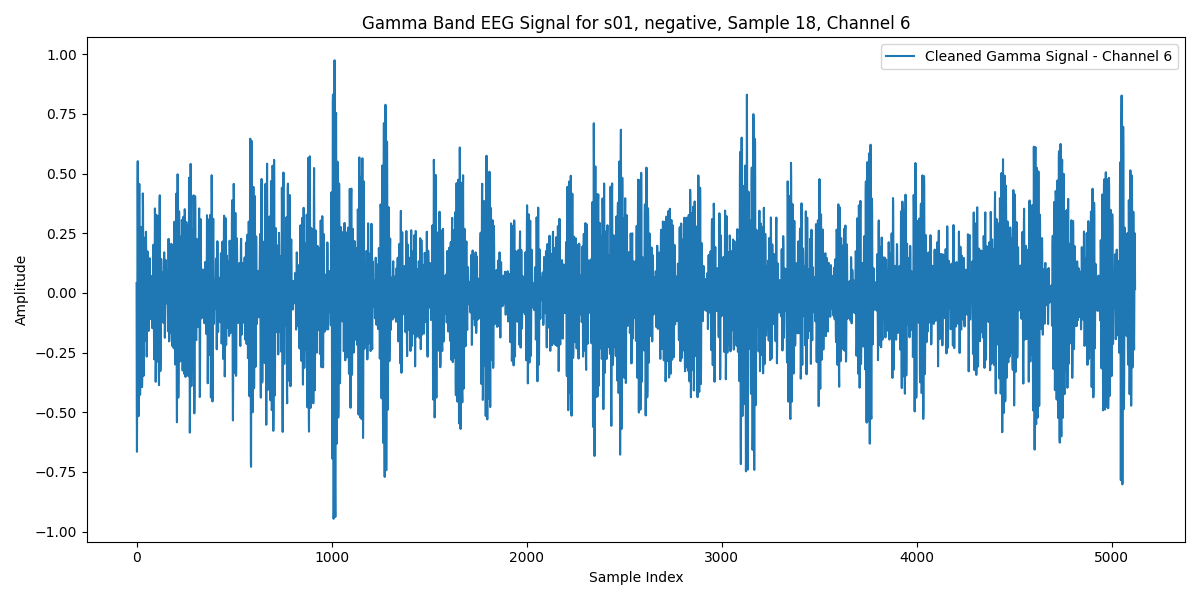 Gamma Band EEG Signal for s01, negative, Sample 18, Channel 6
Cleaned Gamma Signal - Channel 6
Amplitude
1.00
0.75
0.50
0.25
0.00
−0.25
−0.50
−0.75
−1.00
0 1000 2000 3000 4000 5000
Sample Index